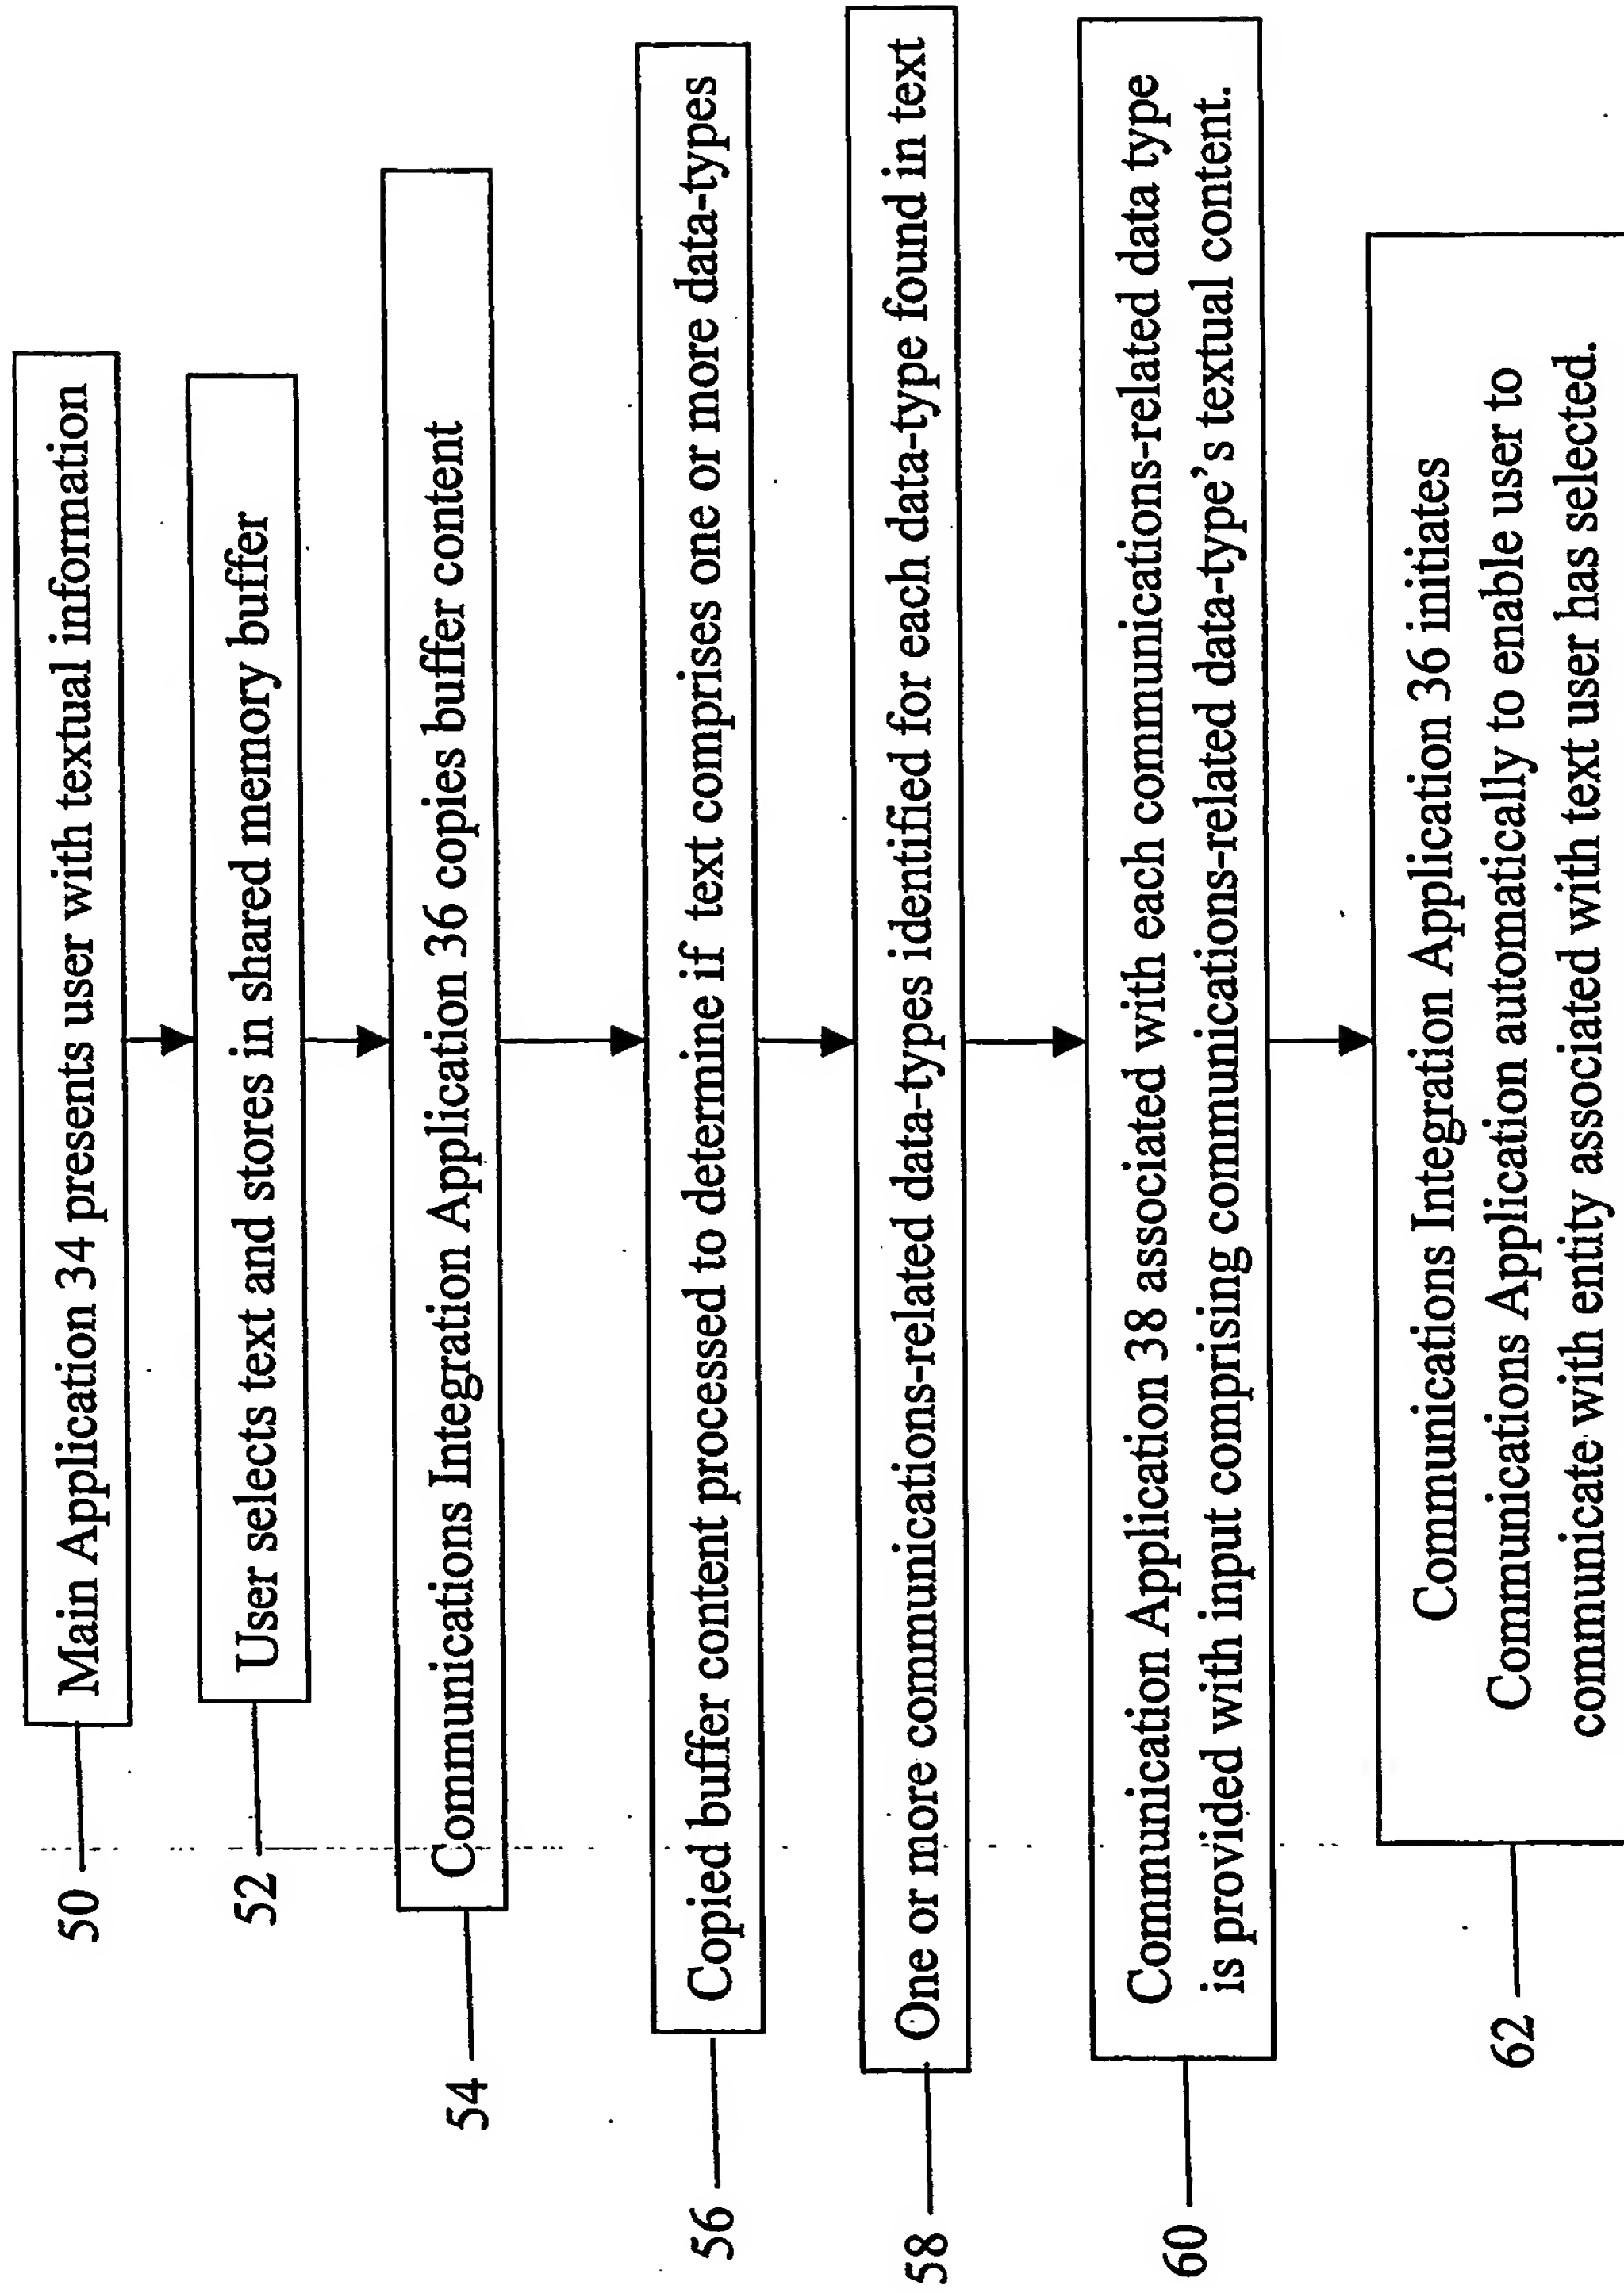 50
Main Application 34 presents user with textual information
52
User selects text and stores in shared memory buffer
54
Communications Integration Application 36 copies buffer content
56
Copied buffer content processed to determine if text comprises one or more data-types
58
One or more communications-related data-types identified for each data-type found in text
60
Communication Application 38 associated with each communications-related data type
is provided with input comprising communications-related data-type's textual content.
62
Communications Integration Application 36 initiates
Communications Application automatically to enable user to
communicate with entity associated with text user has selected.